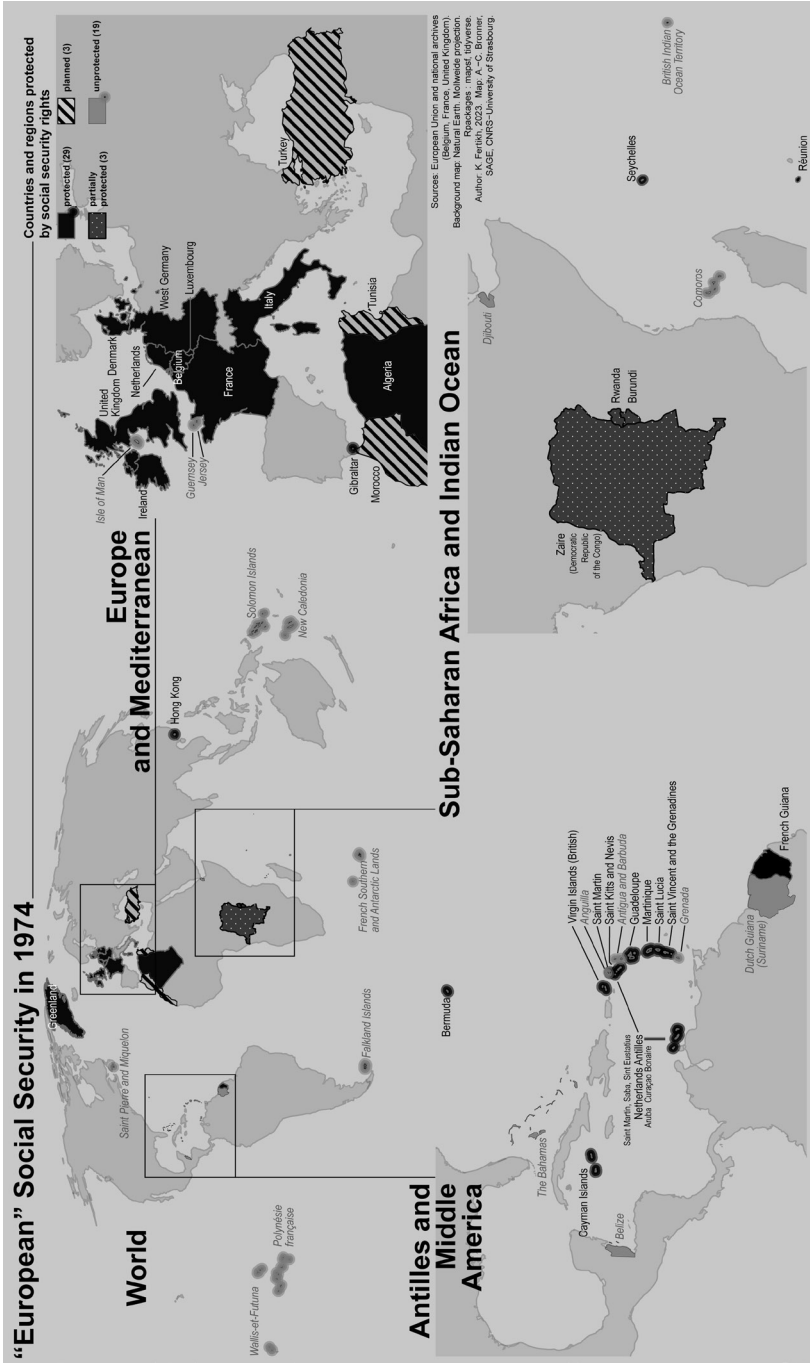 “European” Social Security in 1974
Countries and regions protected
by social security rights
protected (29)
planned (3)
partially
protected (3)
unprotected (19)
World
Greenland
Saint Pierre and Miquelon
Wallis-et-Futuna
Polynésie
française
Falkland Islands
French Southern
and Antarctic Lands
Hong Kong
Solomon Islands
New Caledonia
Europe
and Mediterranean
Isle of Man
Ireland
United
Kingdom
Denmark
Netherlands
Belgium
West Germany
Luxembourg
Guernsey
Jersey
France
Italy
Turkey
Gibraltar
Morocco
Algeria
Tunisia
Sources: European Union and national archives
(Belgium, France, United Kingdom).
Background map: Natural Earth. Mollweide projection.
Rpackages : mapsf, tidyverse.
Author: K. Fertikh, 2023. Map: A.−C. Bronner,
SAGE, CNRS−University of Strasbourg.
Antilles and
Middle
America
Bermuda
The Bahamas
Cayman Islands
Belize
Virgin Islands (British)
Anguilla
Saint Martin
Saint Kitts and Nevis
Antigua and Barbuda
Guadeloupe
Martinique
Saint Lucia
Saint Vincent and the Grenadines
Grenada
Saint Martin, Saba, Sint Eustatius
Netherlands Antilles
Aruba Curaçao Bonaire
Dutch Guiana
(Suriname)
French Guiana
Sub-Saharan Africa and Indian Ocean
Zaire
(Democratic
Republic
of the Congo)
Rwanda
Burundi
Djibouti
Comoros
Seychelles
Réunion
British Indian
Ocean Territory